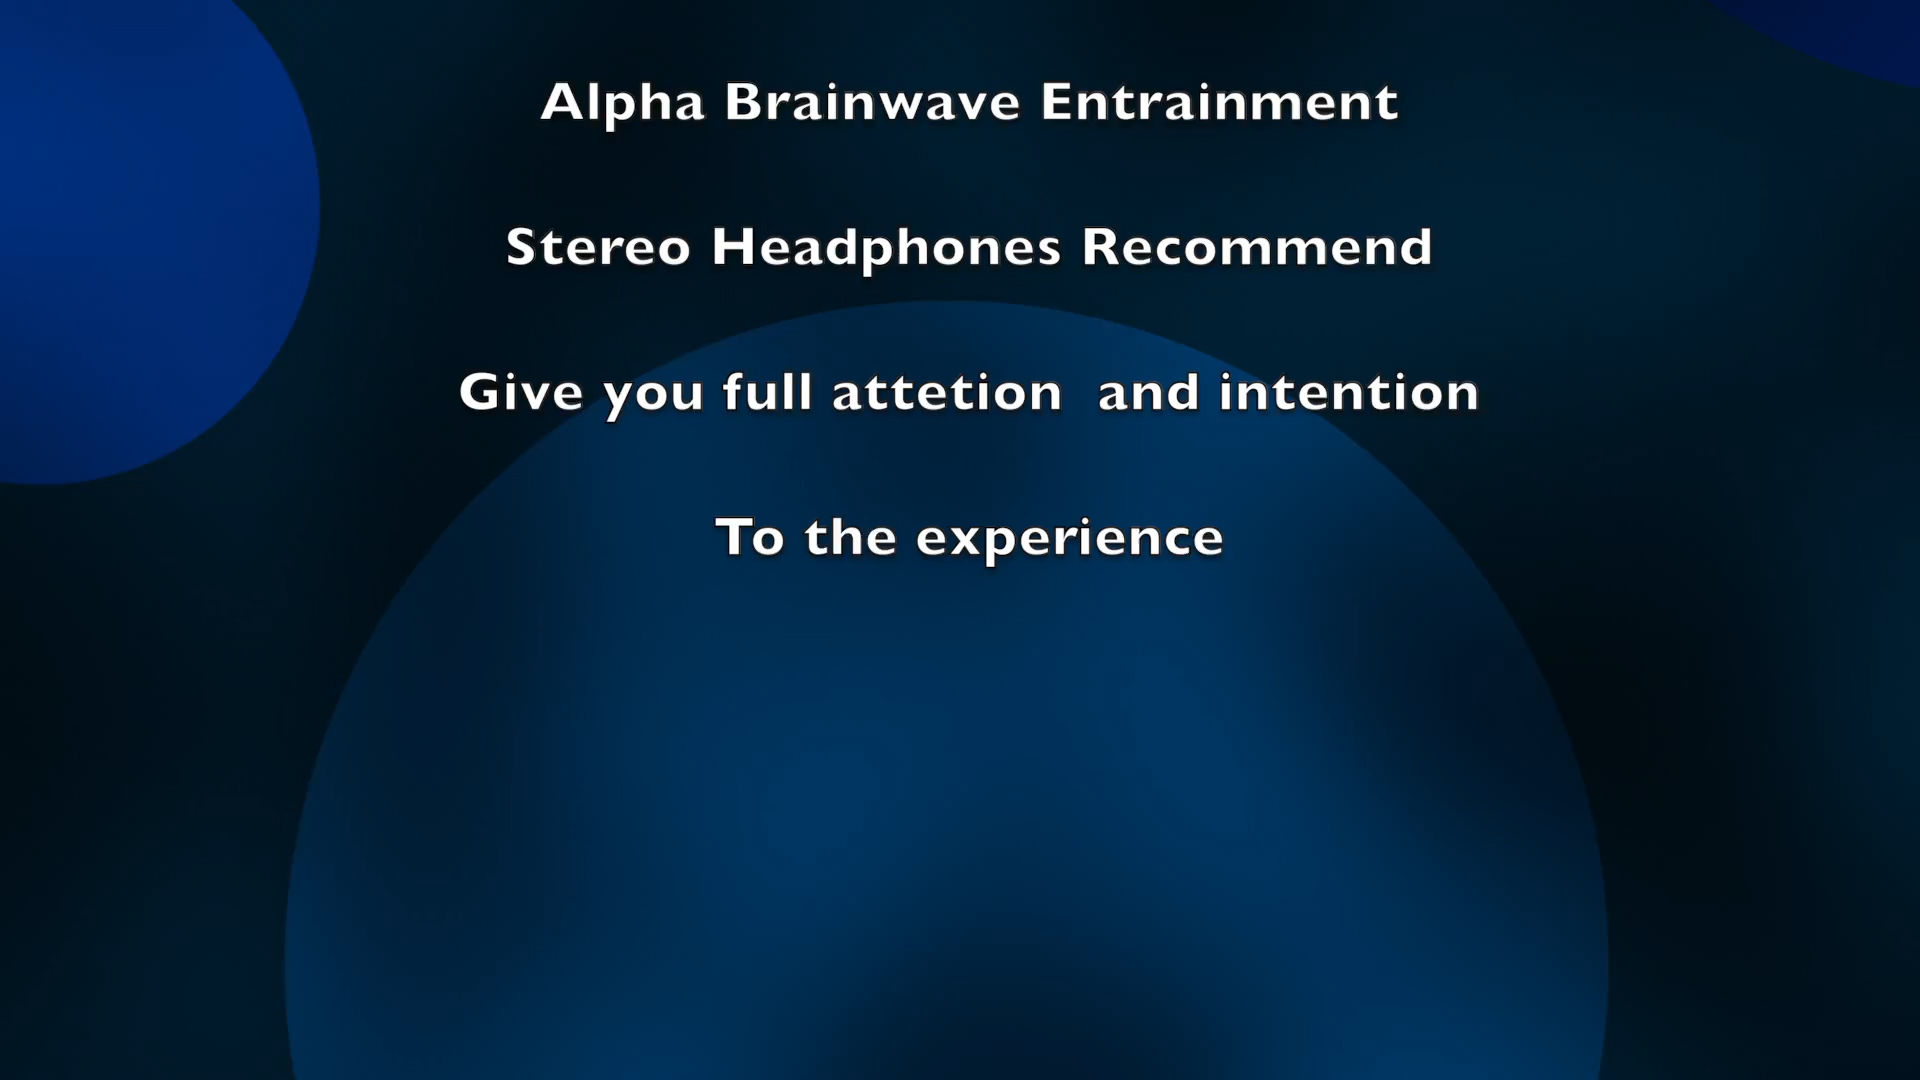 Alpha Brainwave Entrainment
Stereo Headphones Recommend
Give you full attetion  and intention
To the experience